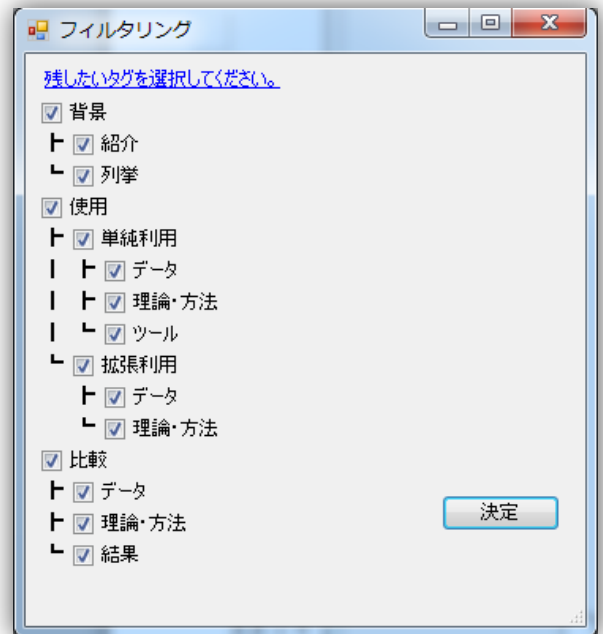 フィルタリング
残したいタグを選択してください。
背景
紹介
列挙
使用
単純利用
データ
理論・方法
ツール
拡張利用
データ
理論・方法
比較
データ
理論・方法
決定
結果